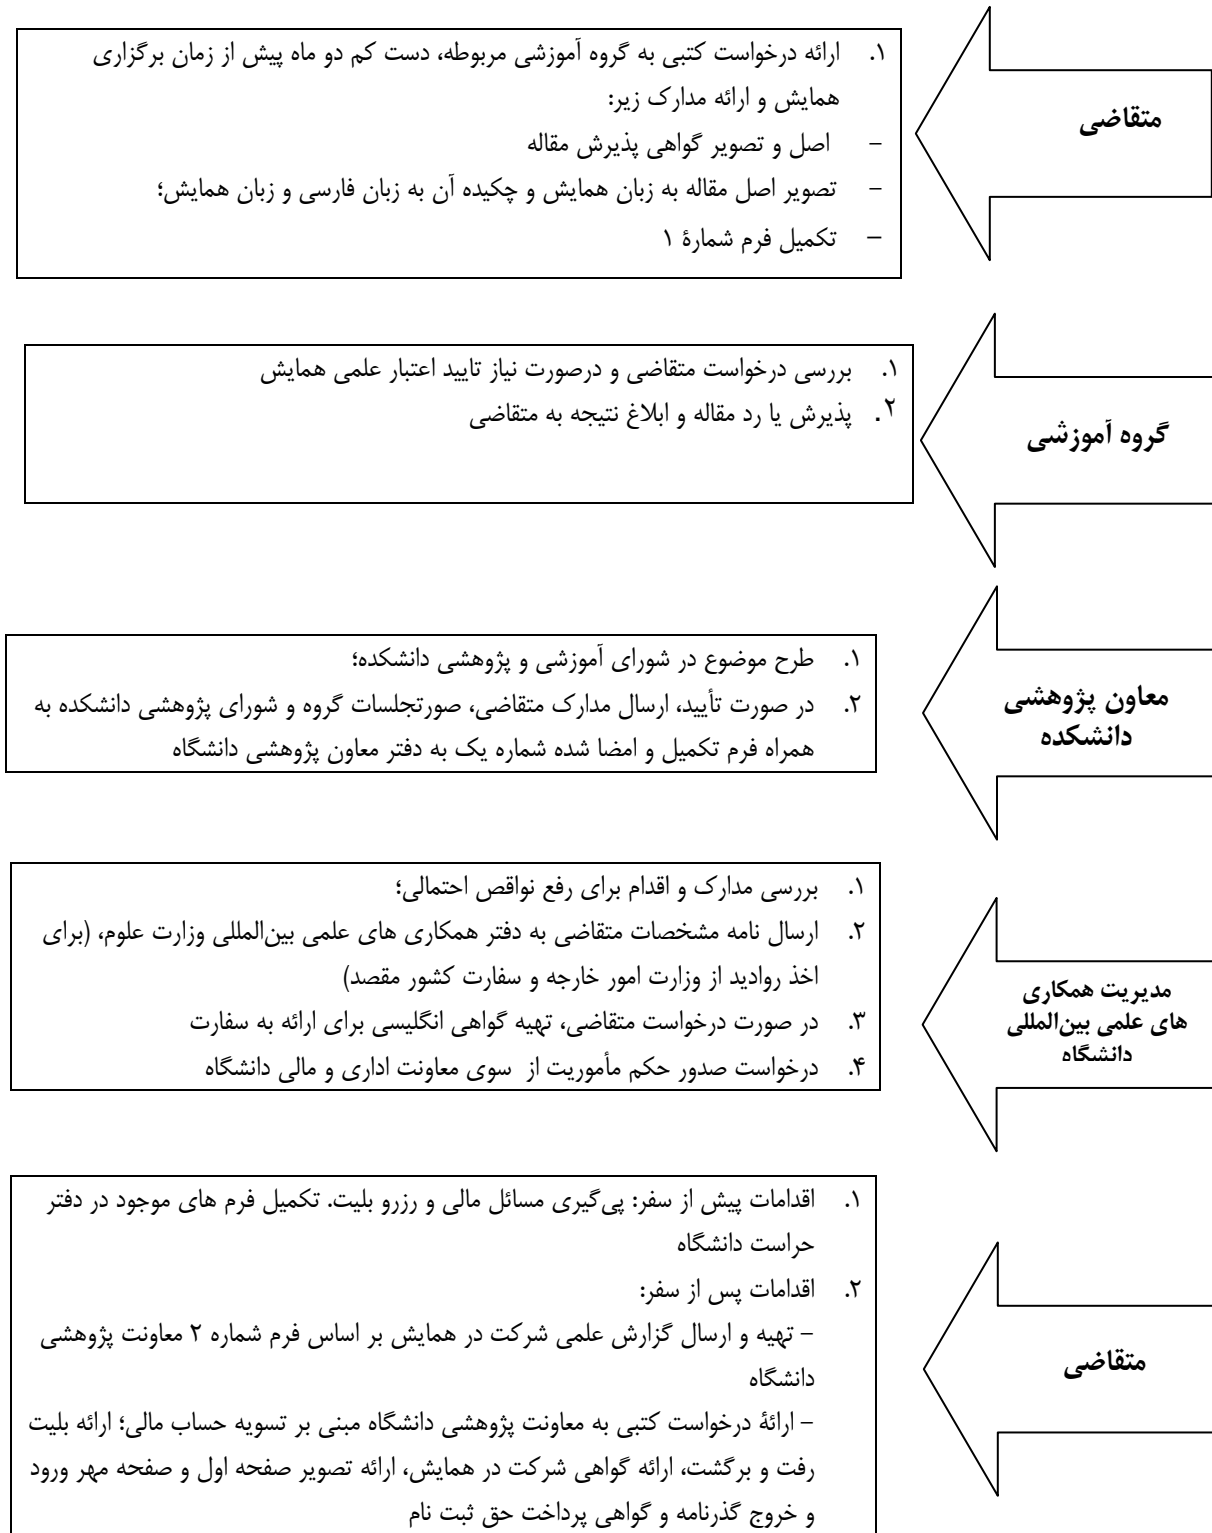 متقاضی
۱. ارائه درخواست کتبی به گروه آموزشی مربوطه، دست کم دو ماه پیش از زمان برگزاری
همایش و ارائه مدارک زیر:
– اصل و تصویر گواهی پذیرش مقاله
– تصویر اصل مقاله به زبان همایش و چکیده آن به زبان فارسی و زبان همایش؛
– تکمیل فرم شمارۀ ۱
گروه آموزشی
۱. بررسی درخواست متقاضی و درصورت نیاز تایید اعتبار علمی همایش
۲. پذیرش یا رد مقاله و ابلاغ نتیجه به متقاضی
معاون پژوهشی
دانشکده
۱. طرح موضوع در شورای آموزشی و پژوهشی دانشکده؛
۲. در صورت تأیید، ارسال مدارک متقاضی، صورتجلسات گروه و شورای پژوهشی دانشکده به
همراه فرم تکمیل و امضا شده شماره یک به دفتر معاون پژوهشی دانشگاه
مدیریت همکاری
های علمی بین‌المللی
دانشگاه
۱. بررسی مدارک و اقدام برای رفع نواقص احتمالی؛
۲. ارسال نامه مشخصات متقاضی به دفتر همکاری های علمی بین‌المللی وزارت علوم، (برای
اخذ روادید از وزارت امور خارجه و سفارت کشور مقصد)
۳. در صورت درخواست متقاضی، تهیه گواهی انگلیسی برای ارائه به سفارت
۴. درخواست صدور حکم مأموریت از سوی معاونت اداری و مالی دانشگاه
متقاضی
۱. اقدامات پیش از سفر: پی‌گیری مسائل مالی و رزرو بلیت. تکمیل فرم های موجود در دفتر
حراست دانشگاه
۲. اقدامات پس از سفر:
– تهیه و ارسال گزارش علمی شرکت در همایش بر اساس فرم شماره ۲ معاونت پژوهشی
دانشگاه
– ارائۀ درخواست کتبی به معاونت پژوهشی دانشگاه مبنی بر تسویه حساب مالی؛ ارائه بلیت
رفت و برگشت، ارائه گواهی شرکت در همایش، ارائه تصویر صفحه اول و صفحه مهر ورود
و خروج گذرنامه و گواهی پرداخت حق ثبت نام